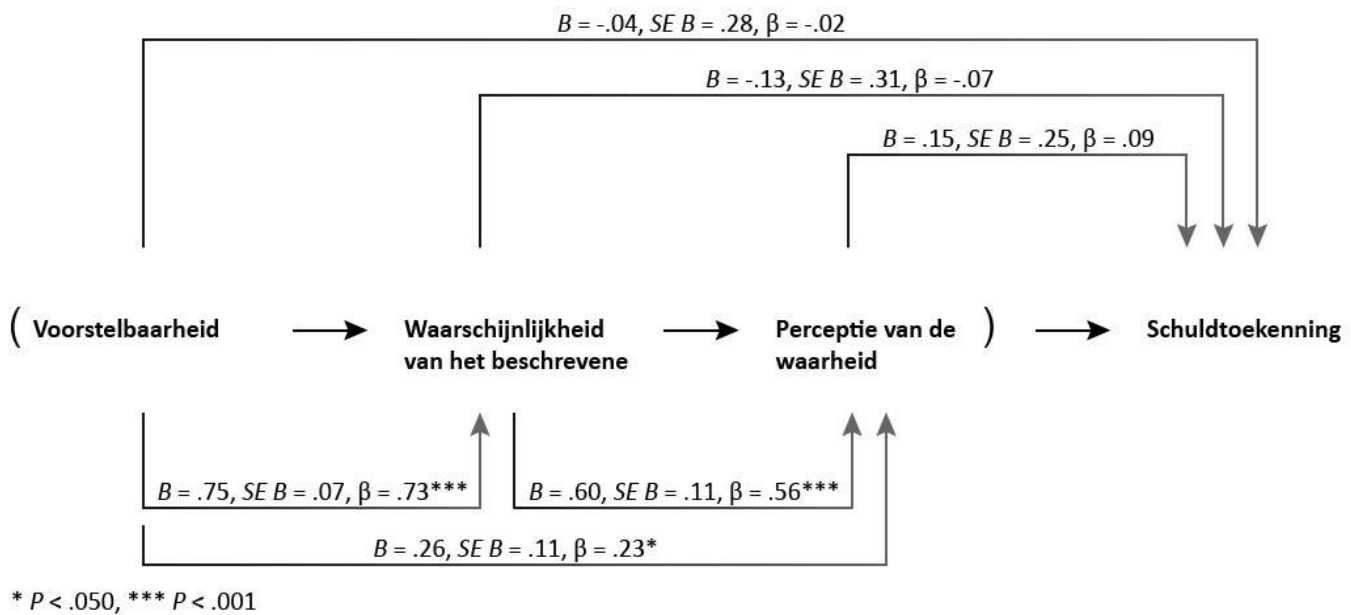 B = -.04, SE B = .28, β = -.02
B = -.13, SE B = .31, β = -.07
B = .15, SE B = .25, β = .09
( Voorstelbaarheid
Waarschijnlijkheid
van het beschrevene
Perceptie van de )
waarheid
Schuldtoekenning
B = .75, SE B = .07, β = .73***
B = .60, SE B = .11, β = .56***
B = .26, SE B = .11, β = .23*
* P < .050, *** P < .001